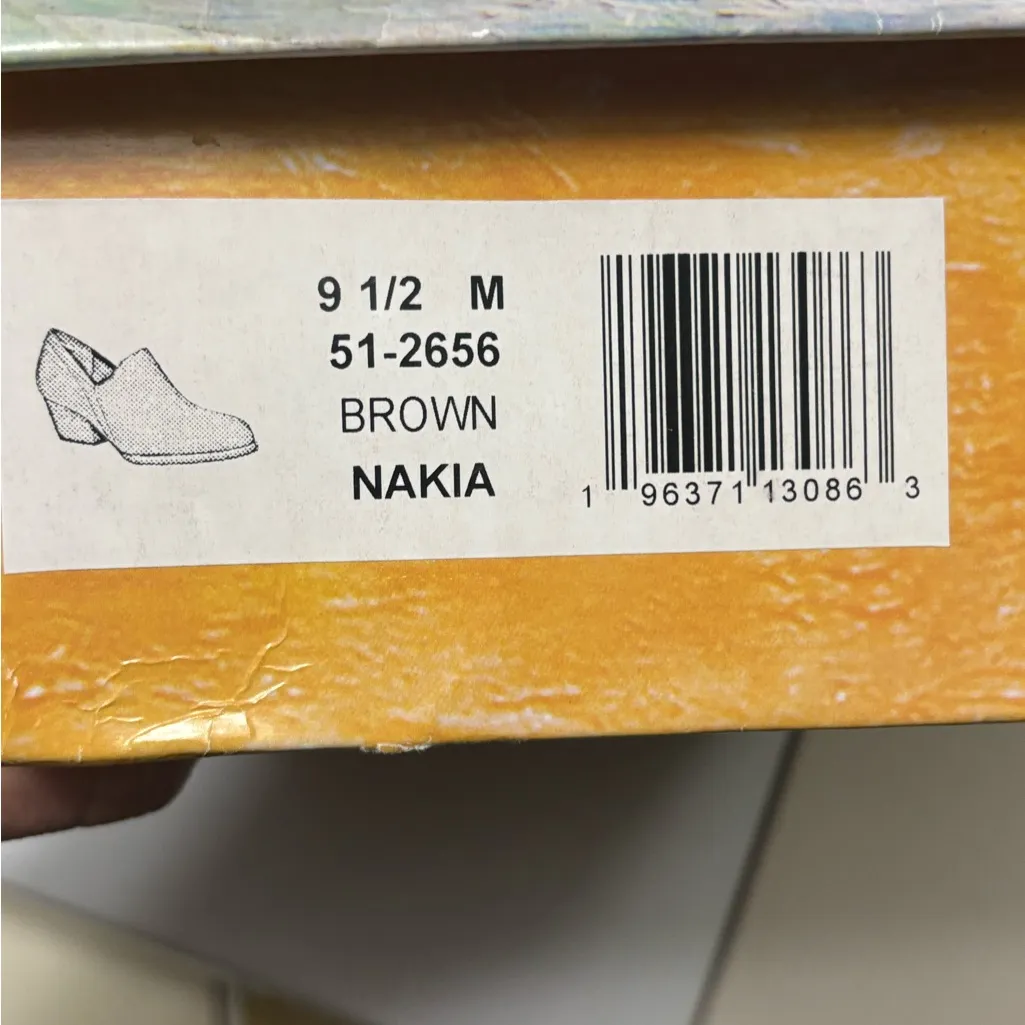 9 1/2 M
51-2656
BROWN
NAKIA
1 96371 13086 3